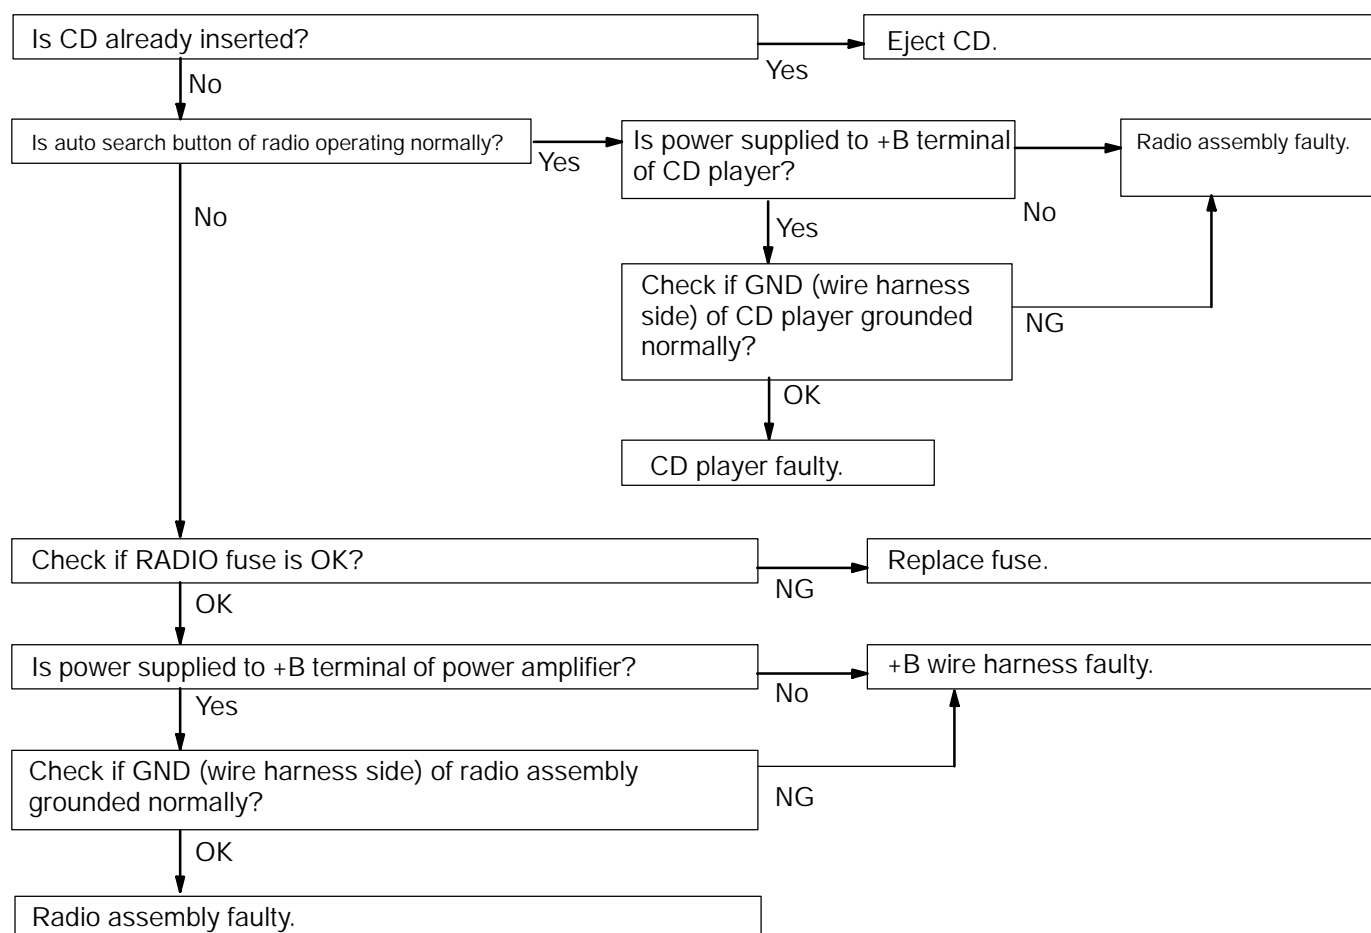 Is CD already inserted?
Yes
Eject CD.
No
Is auto search button of radio operating normally?
Yes
Is power supplied to +B terminal
of CD player?
No
Radio assembly faulty.
No
Yes
Check if GND (wire harness
side) of CD player grounded
normally?
NG
OK
CD player faulty.
Check if RADIO fuse is OK?
NG
Replace fuse.
OK
Is power supplied to +B terminal of power amplifier?
No
+B wire harness faulty.
Yes
Check if GND (wire harness side) of radio assembly
grounded normally?
NG
OK
Radio assembly faulty.